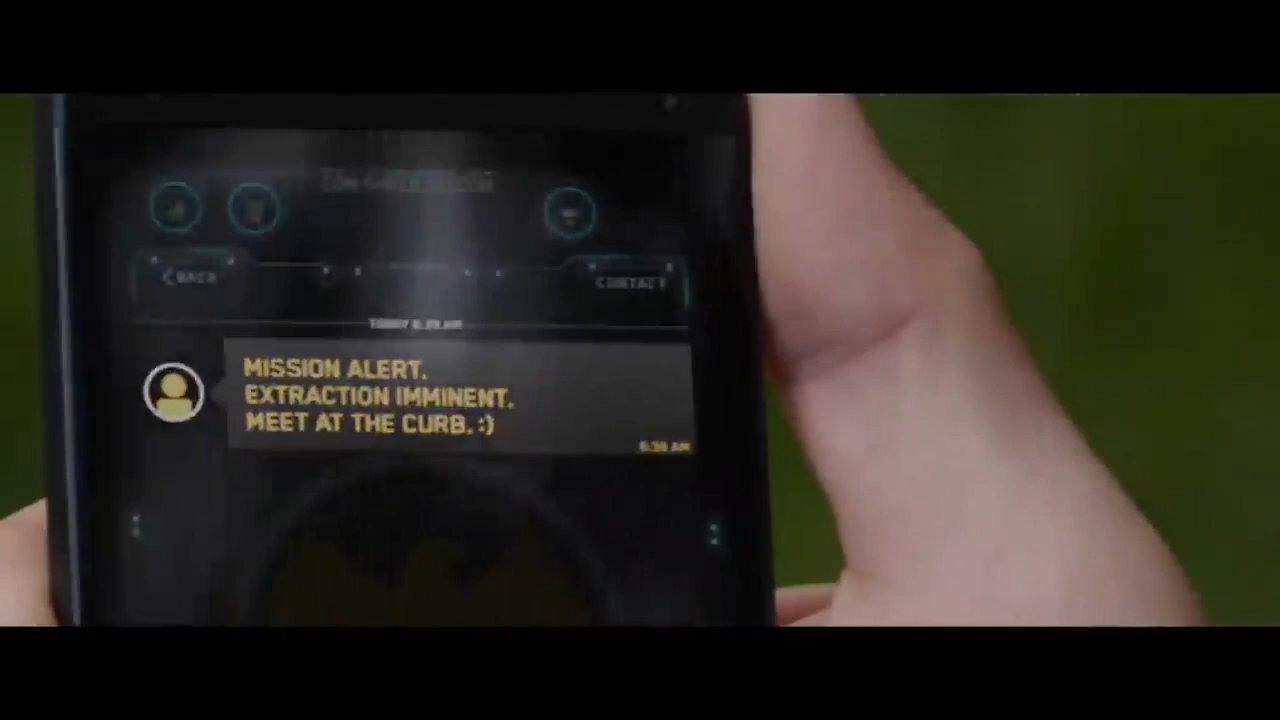 BACK
CONTACT
MISSION ALERT.
EXTRACTION IMMINENT.
MEET AT THE CURB. :)